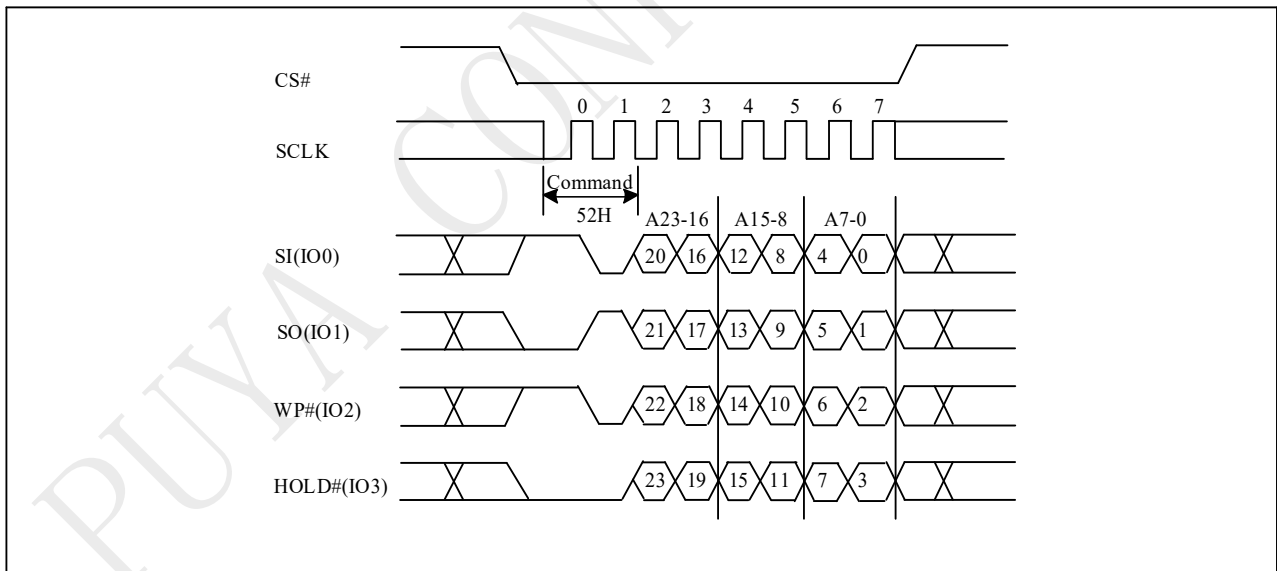 PUYA CONF
CS#
0 1 2 3 4 5 6 7
SCLK
Command
52H
A23-16 A15-8 A7-0
SI(IO0) 20 16 12 8 4 0
SO(IO1) 21 17 13 9 5 1
WP#(IO2) 22 18 14 10 6 2
HOLD#(IO3) 23 19 15 11 7 3